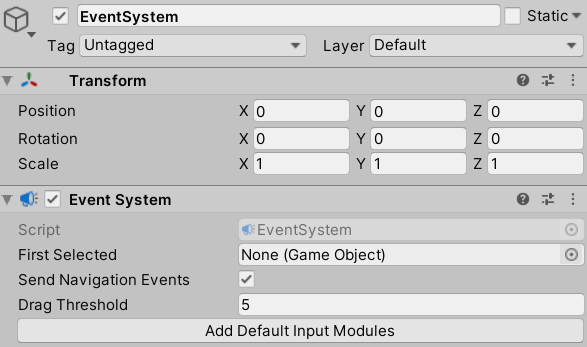 EventSystem Static
Tag Untagged Layer Default
Transform
Position X 0 Y 0 Z 0
Rotation X 0 Y 0 Z 0
Scale X 1 Y 1 Z 1
Event System
Script EventSystem
First Selected None (Game Object)
Send Navigation Events
Drag Threshold 5
Add Default Input Modules